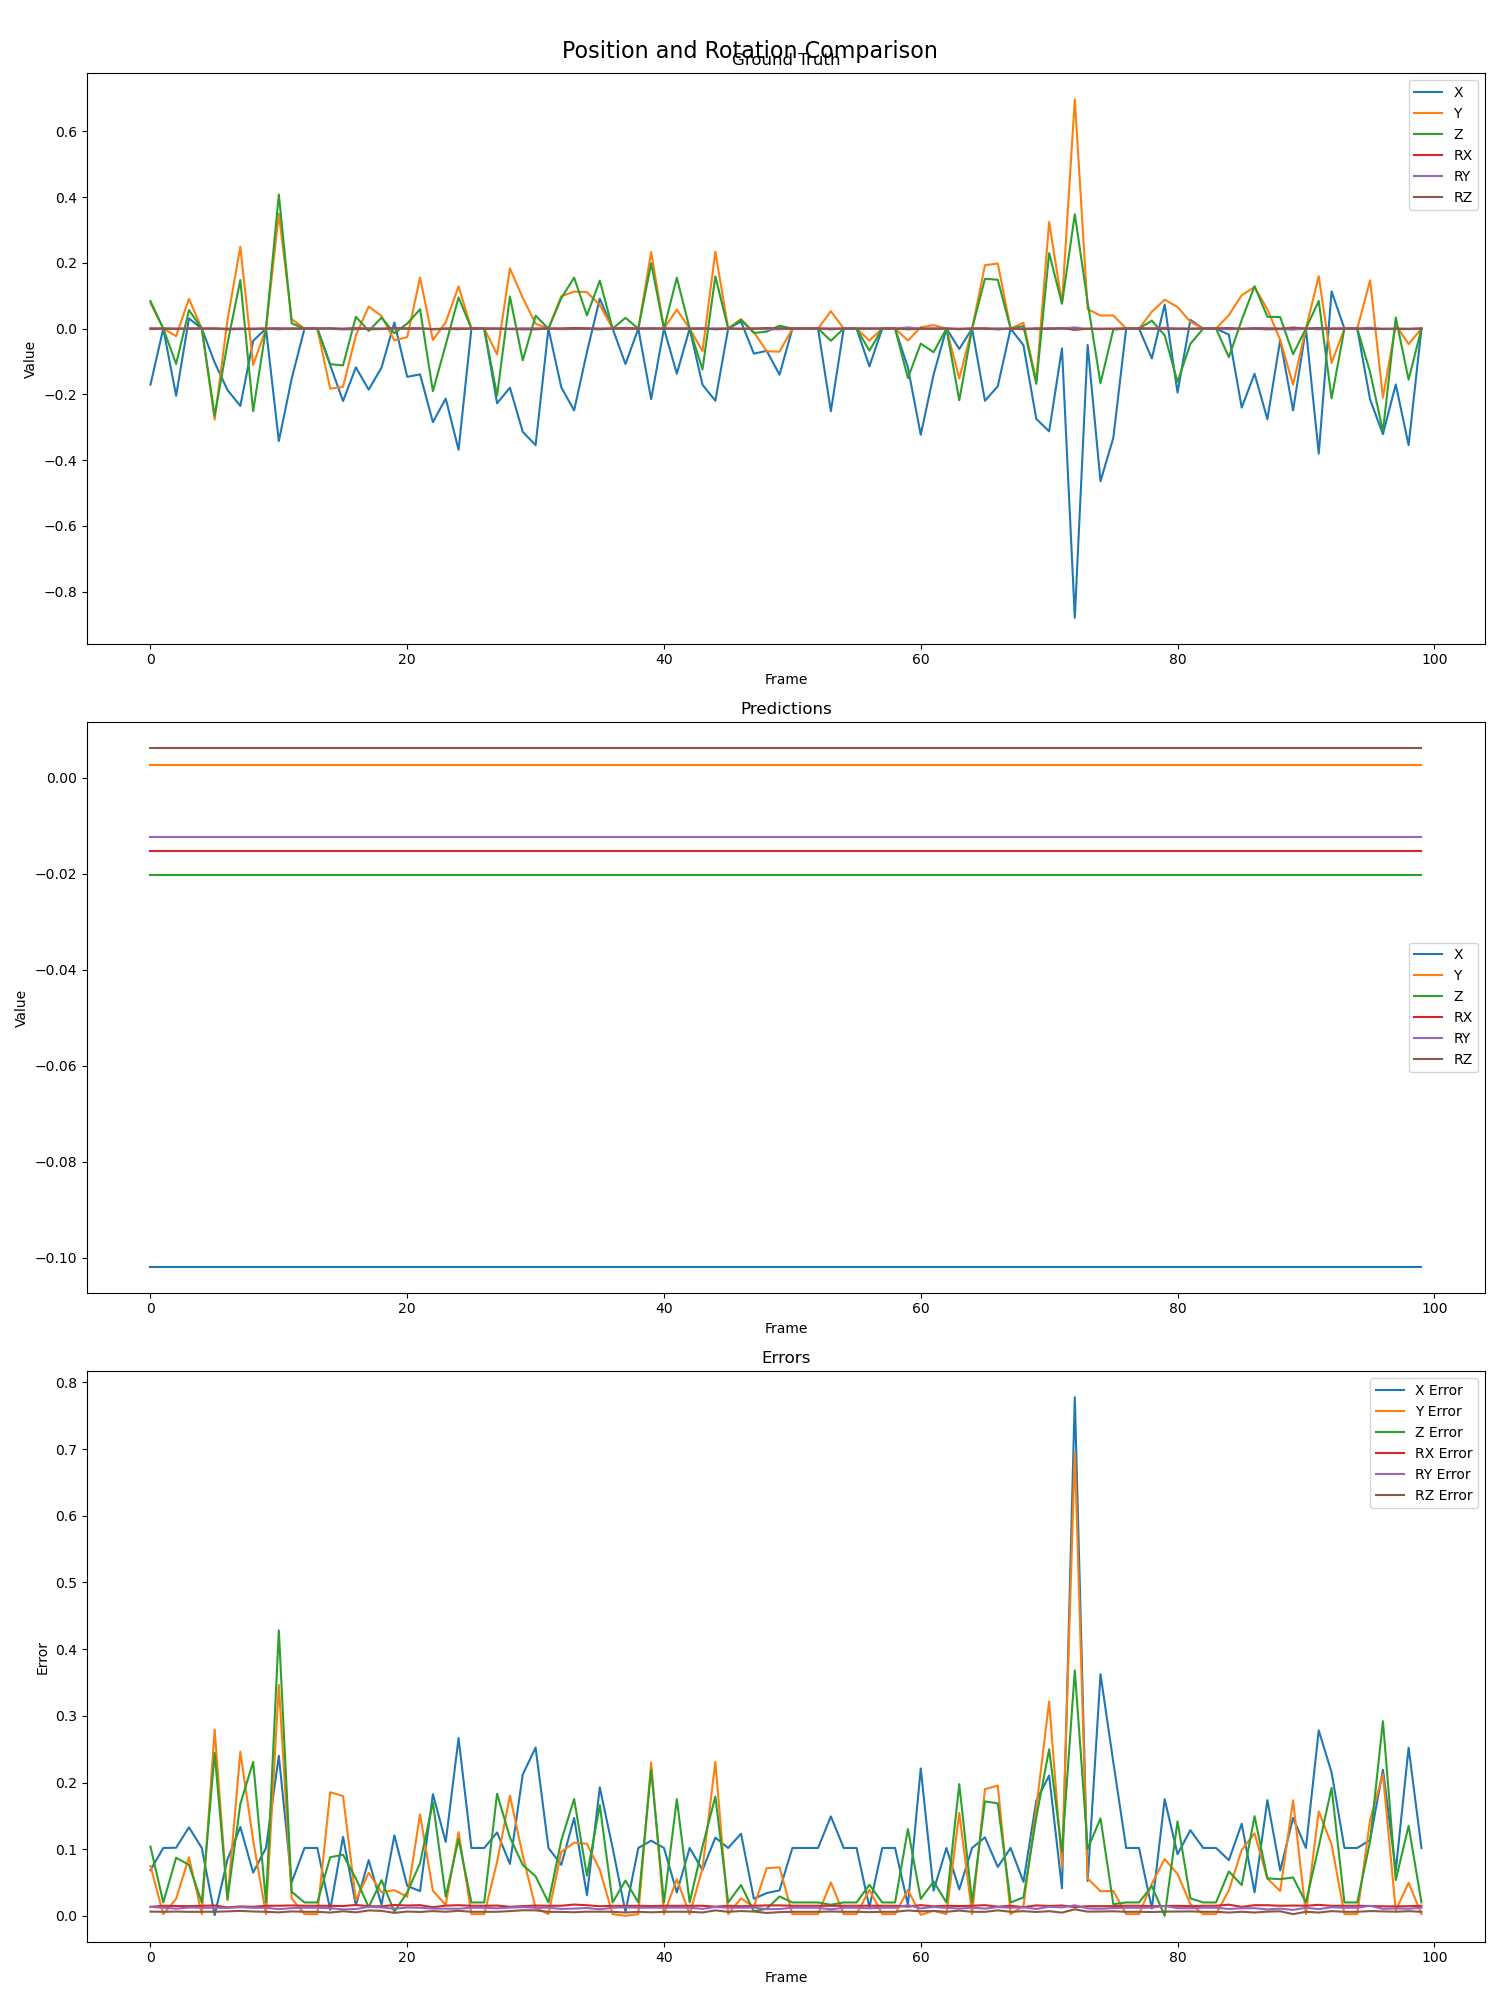 Position and Rotation Comparison
Ground Truth
X
Y
Z
RX
RY
RZ
0.6
0.4
0.2
0.0
−0.2
−0.4
−0.6
−0.8
Value
0 20 40 60 80 100
Frame
Predictions
0.00
−0.02
−0.04
−0.06
−0.08
−0.10
Value
X
Y
Z
RX
RY
RZ
0 20 40 60 80 100
Frame
Errors
0.8
0.7
0.6
0.5
0.4
0.3
0.2
0.1
0.0
Error
X Error
Y Error
Z Error
RX Error
RY Error
RZ Error
0 20 40 60 80 100
Frame